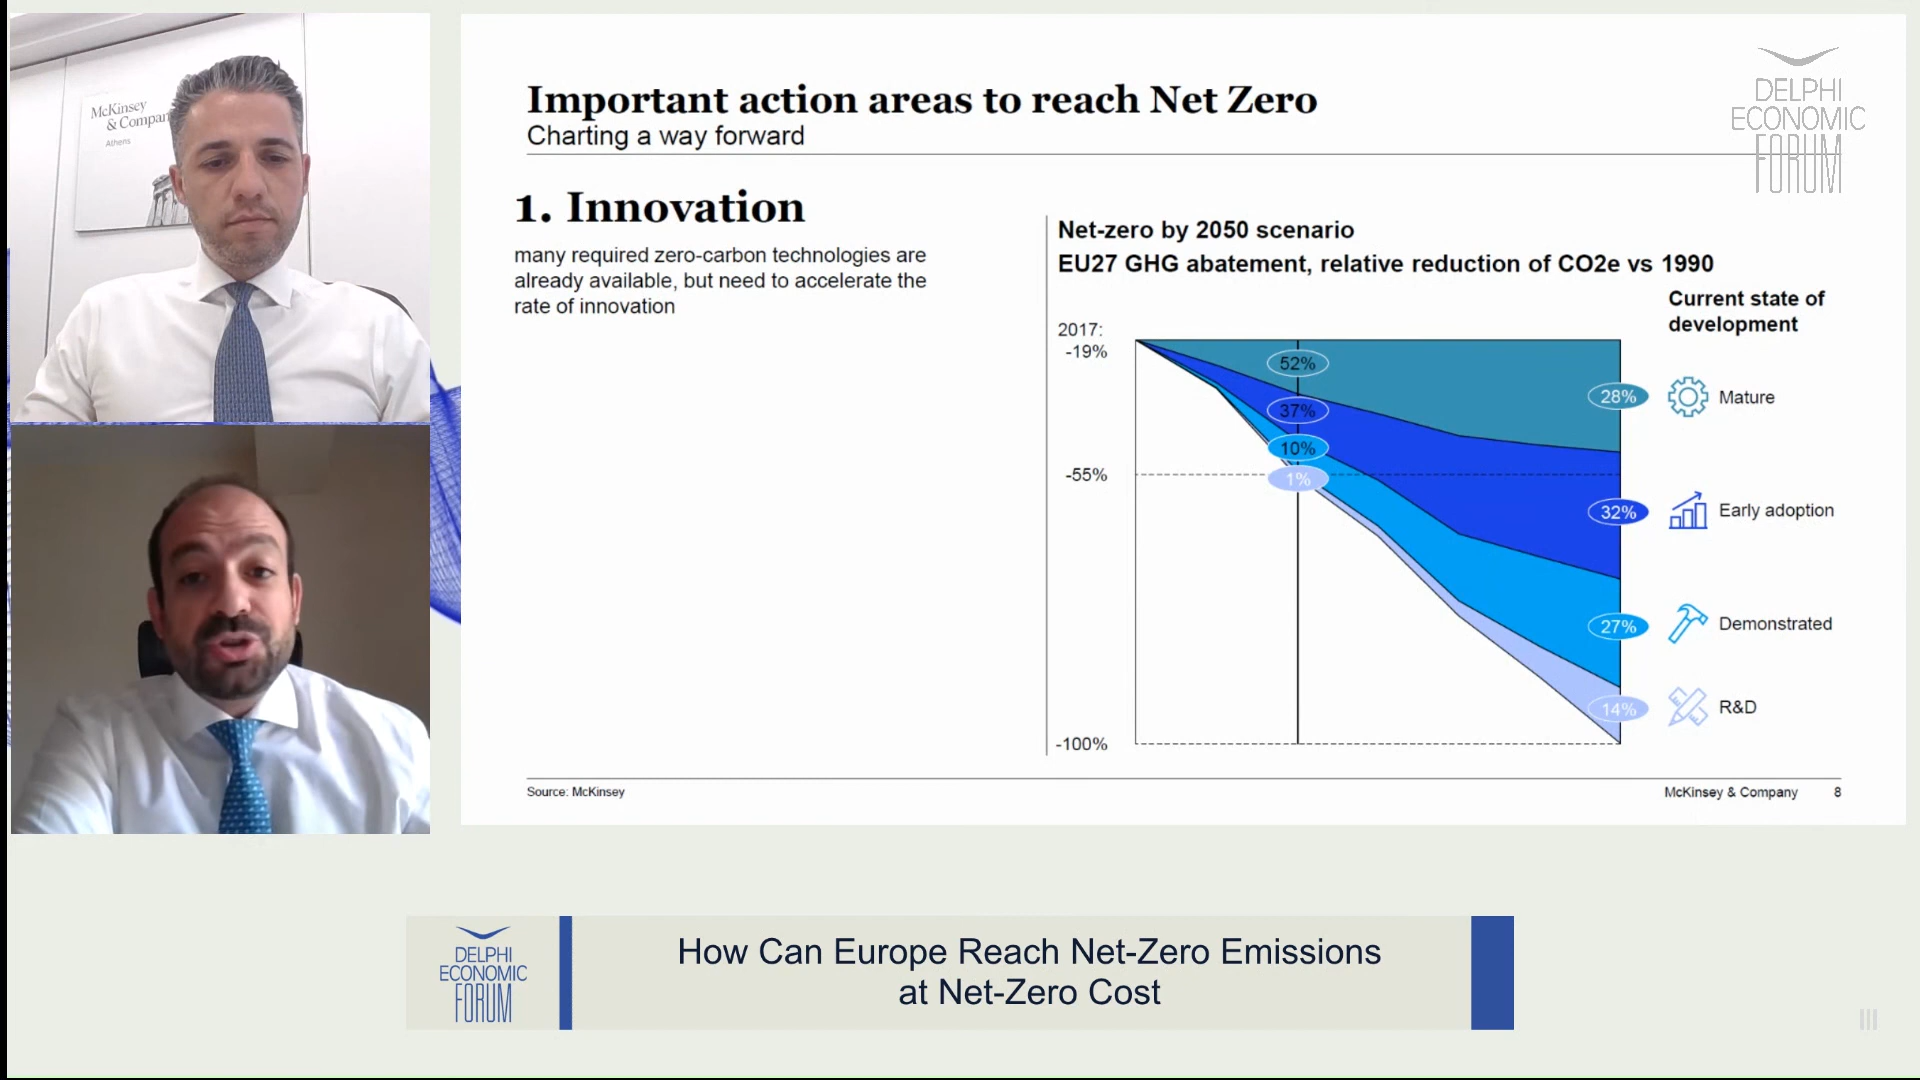 McKinsey
& Compan
Athens
Important action areas to reach Net Zero
Charting a way forward
DELPHI
ECONOMIC
FORUM
1. Innovation
many required zero-carbon technologies are
already available, but need to accelerate the
rate of innovation
Net-zero by 2050 scenario
EU27 GHG abatement, relative reduction of CO2e vs 1990
Current state of
development
2017:
-19%
52%
28%
Mature
37%
10%
-55%
1%
32%
Early adoption
27%
Demonstrated
14%
R&D
-100%
Source: McKinsey
McKinsey & Company 8
DELPHI
ECONOMIC
FORUM
How Can Europe Reach Net-Zero Emissions
at Net-Zero Cost